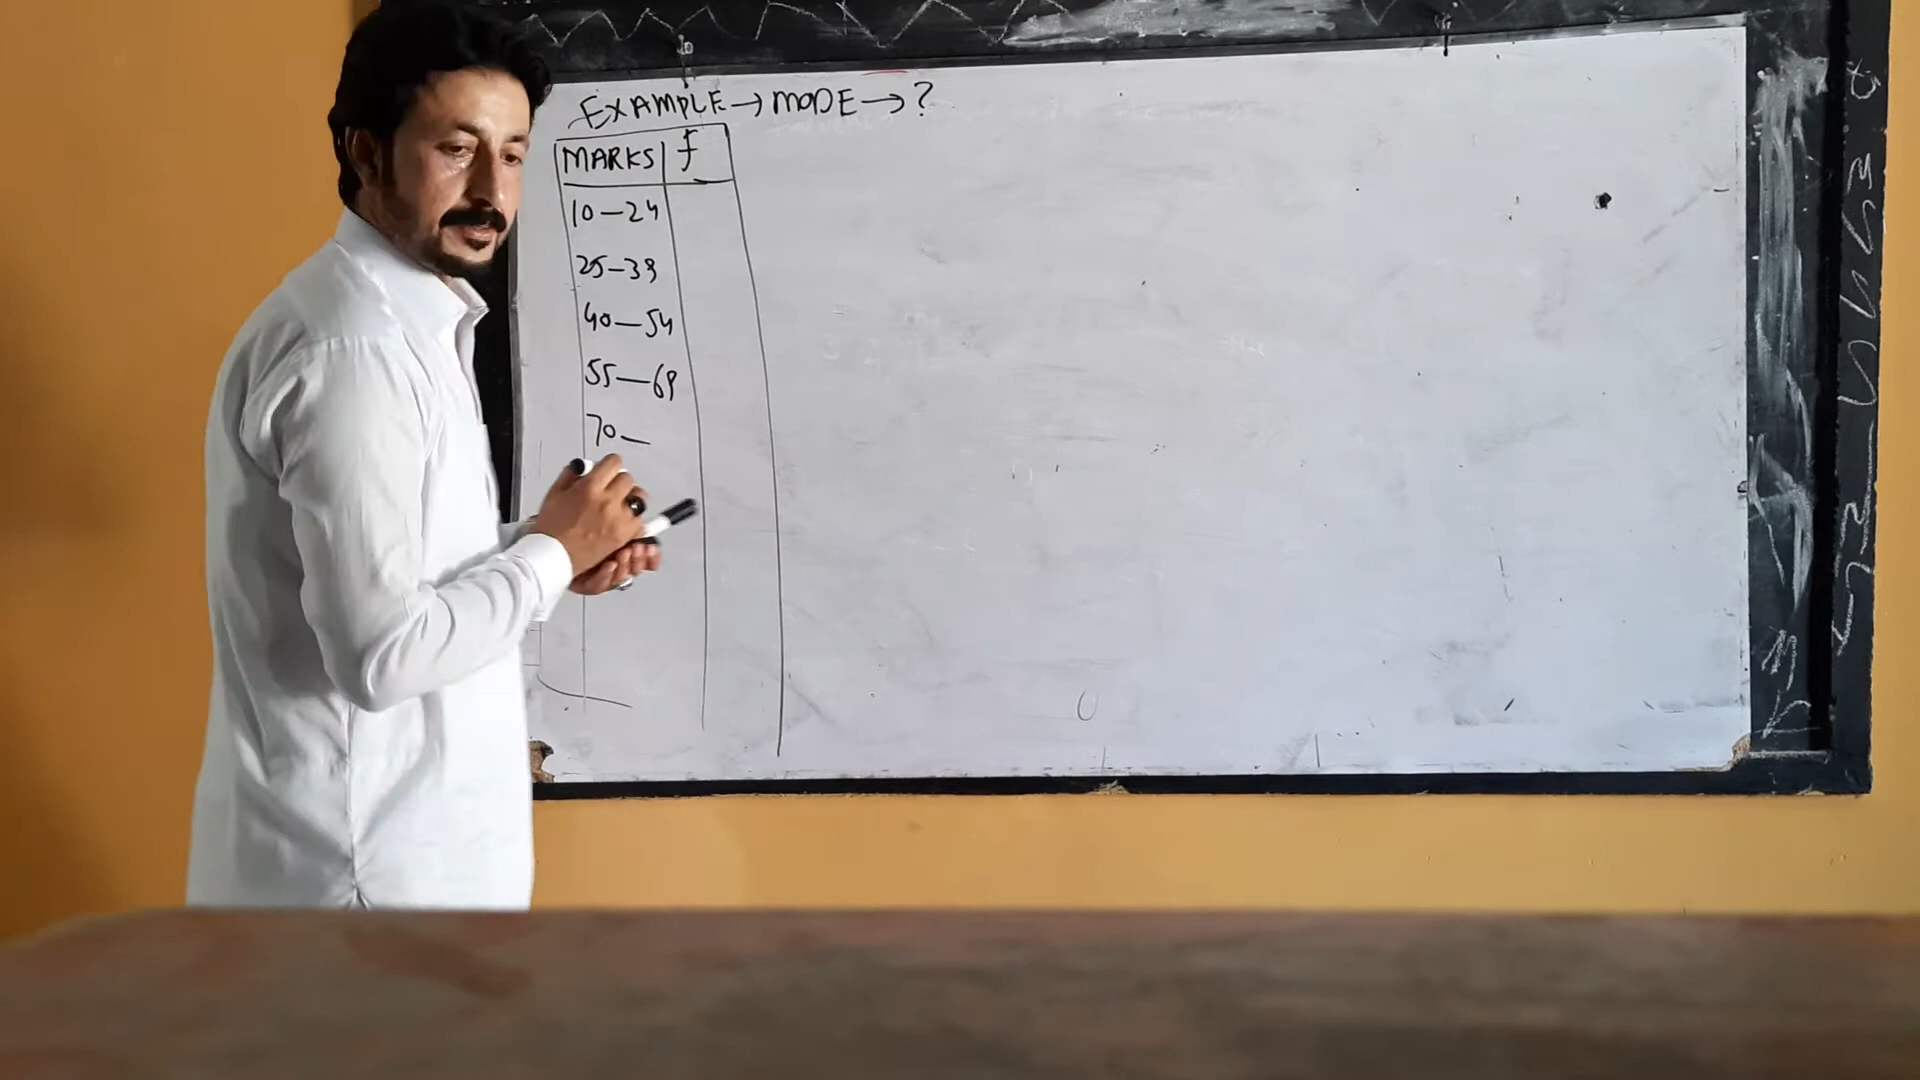 EXAMPLE → MODE → ?
MARKS f
10 — 24
25 — 39
40 — 54
55 — 69
70 —